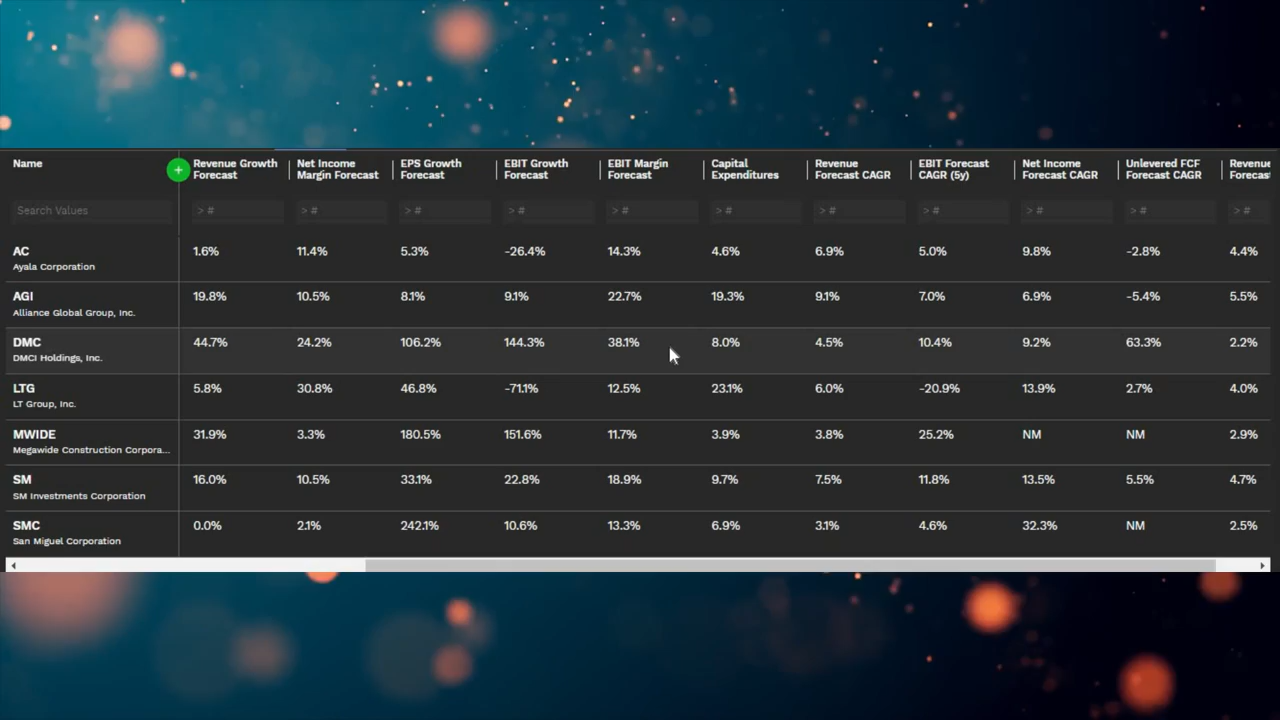 Name
Revenue Growth Forecast
Net Income Margin Forecast
EPS Growth Forecast
EBIT Growth Forecast
EBIT Margin Forecast
Capital Expenditures
Revenue Forecast CAGR
EBIT Forecast CAGR (5y)
Net Income Forecast CAGR
Unlevered FCF Forecast CAGR
Revenue
Search Values > # > # > # > # > # > # > # > # > # > # > #
AC 1.6% 11.4% 5.3% -26.4% 14.3% 4.6% 6.9% 5.0% 9.8% -2.8% 4.4%
Ayala Corporation
AGI 19.8% 10.5% 8.1% 9.1% 22.7% 19.3% 9.1% 7.0% 6.9% -5.4% 5.5%
Alliance Global Group, Inc.
DMC 44.7% 24.2% 106.2% 144.3% 38.1% 8.0% 4.5% 10.4% 9.2% 63.3% 2.2%
DMCI Holdings, Inc.
LTG 5.8% 30.8% 46.8% -71.1% 12.5% 23.1% 6.0% -20.9% 13.9% 2.7% 4.0%
LT Group, Inc.
MWIDE 31.9% 3.3% 180.5% 151.6% 11.7% 3.9% 3.8% 25.2% NM NM 2.9%
Megawide Construction Corpora...
SM 16.0% 10.5% 33.1% 22.8% 18.9% 9.7% 7.5% 11.8% 13.5% 5.5% 4.7%
SM Investments Corporation
SMC 0.0% 2.1% 242.1% 10.6% 13.3% 6.9% 3.1% 4.6% 32.3% NM 2.5%
San Miguel Corporation